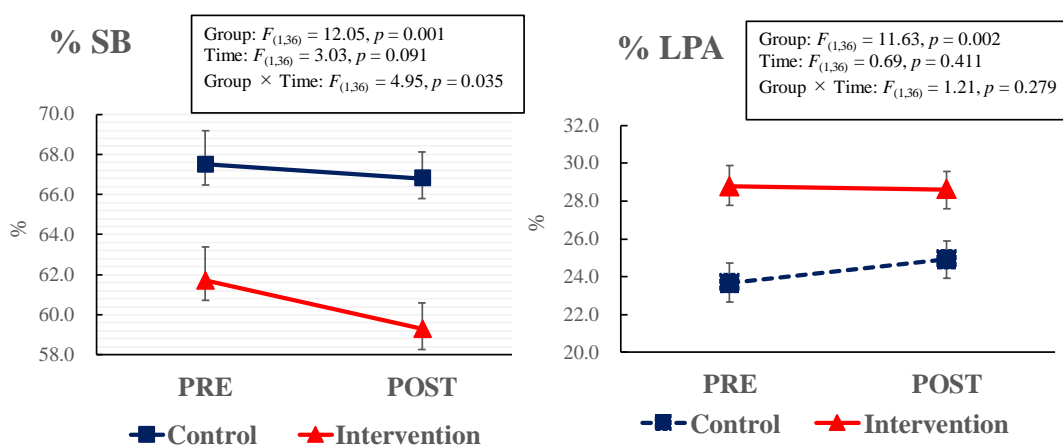 % SB
Group: F(1,36) = 12.05, p = 0.001
Time: F(1,36) = 3.03, p = 0.091
Group × Time: F(1,36) = 4.95, p = 0.035
70.0
68.0
66.0
64.0
62.0
60.0
58.0
%
PRE
POST
Control
Intervention
% LPA
Group: F(1,36) = 11.63, p = 0.002
Time: F(1,36) = 0.69, p = 0.411
Group × Time: F(1,36) = 1.21, p = 0.279
32.0
30.0
28.0
26.0
24.0
22.0
20.0
%
PRE
POST
Control
Intervention